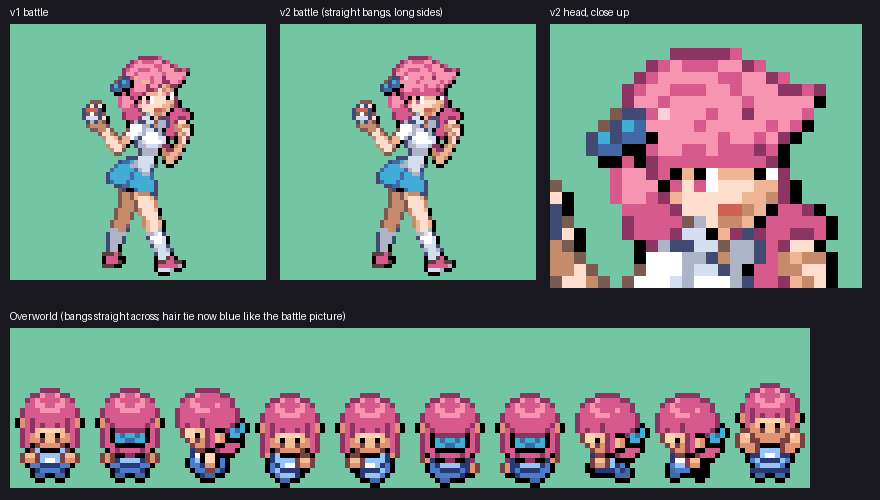 v1 battle
v2 battle (straight bangs, long sides)
v2 head, close up
Overworld (bangs straight across; hair tie now blue like the battle picture)